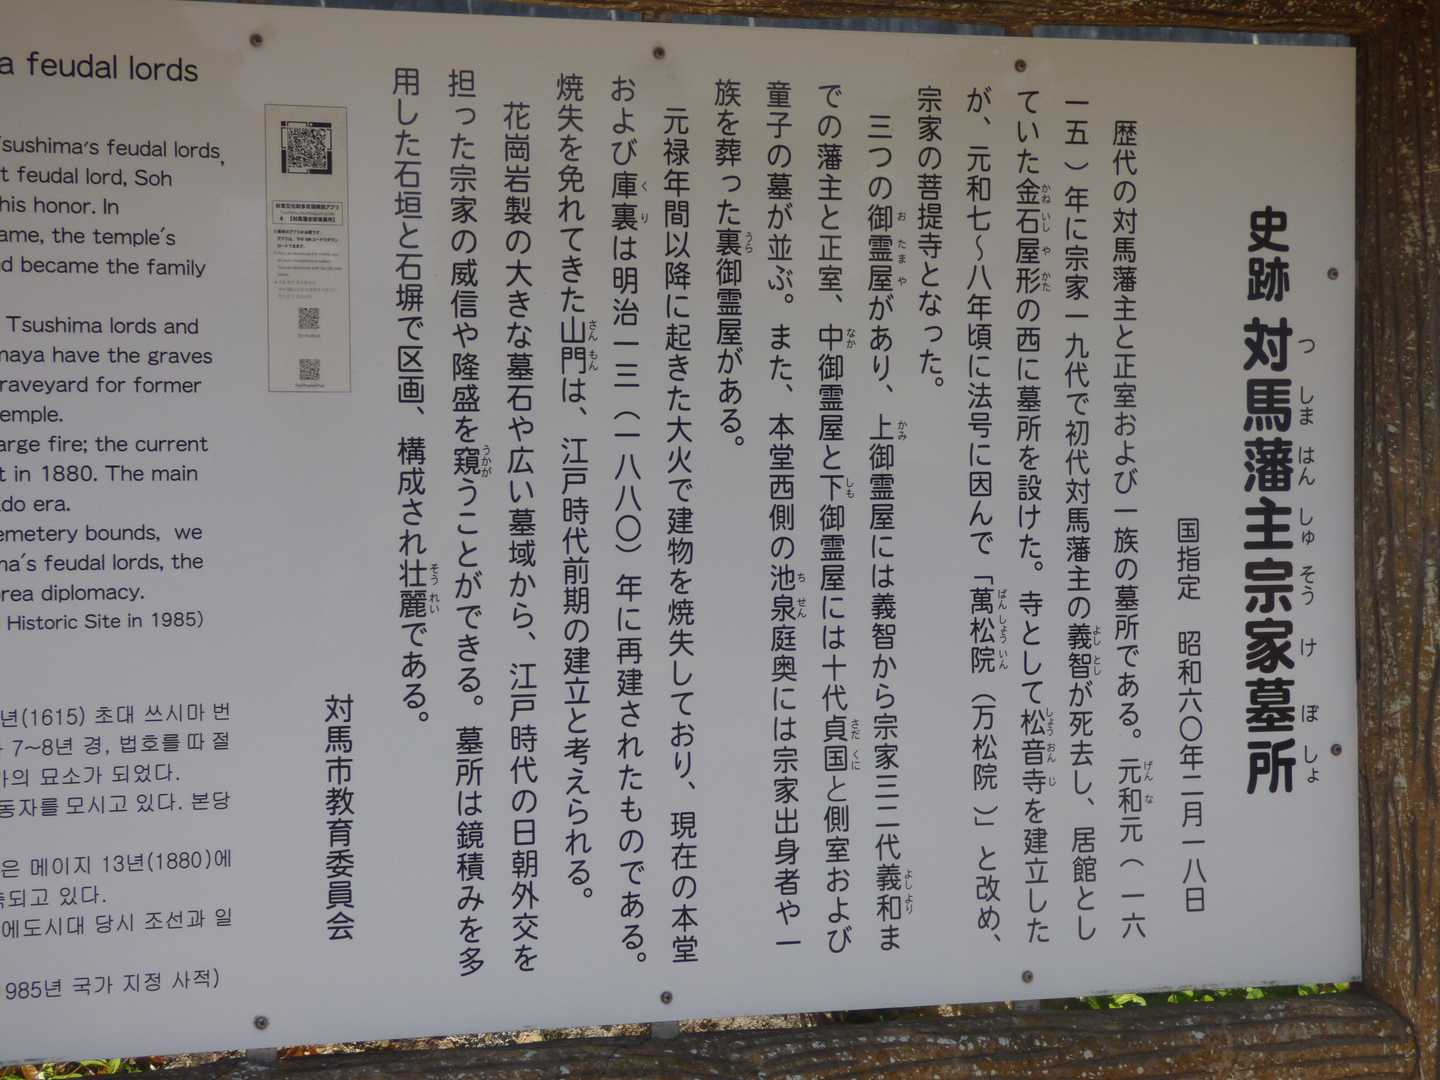 史跡 対馬藩主宗家墓所
つしまはんしゅそうけぼしょ
国指定 昭和六〇年二月一八日
歴代の対馬藩主と正室および一族の墓所である。元和元（一六
一五）年に宗家一九代で初代対馬藩主の義智が死去し、居館とし
ていた金石屋形の西に墓所を設けた。寺として松音寺を建立した
が、元和七～八年頃に法号に因んで「萬松院（万松院）」と改め、
宗家の菩提寺となった。
三つの御霊屋があり、上御霊屋には義智から宗家三二代義和ま
での藩主と正室、中御霊屋と下御霊屋には十代貞国と側室および
童子の墓が並ぶ。また、本堂西側の池泉庭奥には宗家出身者や一
族を葬った裏御霊屋がある。
元禄年間以降に起きた大火で建物を焼失しており、現在の本堂
および庫裏は明治一三（一八八〇）年に再建されたものである。
焼失を免れてきた山門は、江戸時代前期の建立と考えられる。
花崗岩製の大きな墓石や広い墓域から、江戸時代の日朝外交を
担った宗家の威信や隆盛を窺うことができる。墓所は鏡積みを多
用した石垣と石塀で区画、構成され壮麗である。
対馬市教育委員会
a feudal lords
sushima's feudal lords,
t feudal lord, Soh
his honor. In
ame, the temple's
d became the family
Tsushima lords and
maya have the graves
raveyard for former
emple.
arge fire; the current
t in 1880. The main
do era.
emetery bounds, we
na's feudal lords, the
rea diplomacy.
Historic Site in 1985)
년(1615) 초대 쓰시마 번
7~8년 경, 법호를 따 절
가의 묘소가 되었다.
동자를 모시고 있다. 본당
은 메이지 13년(1880)에
축되고 있다.
에도시대 당시 조선과 일
985년 국가 지정 사적)